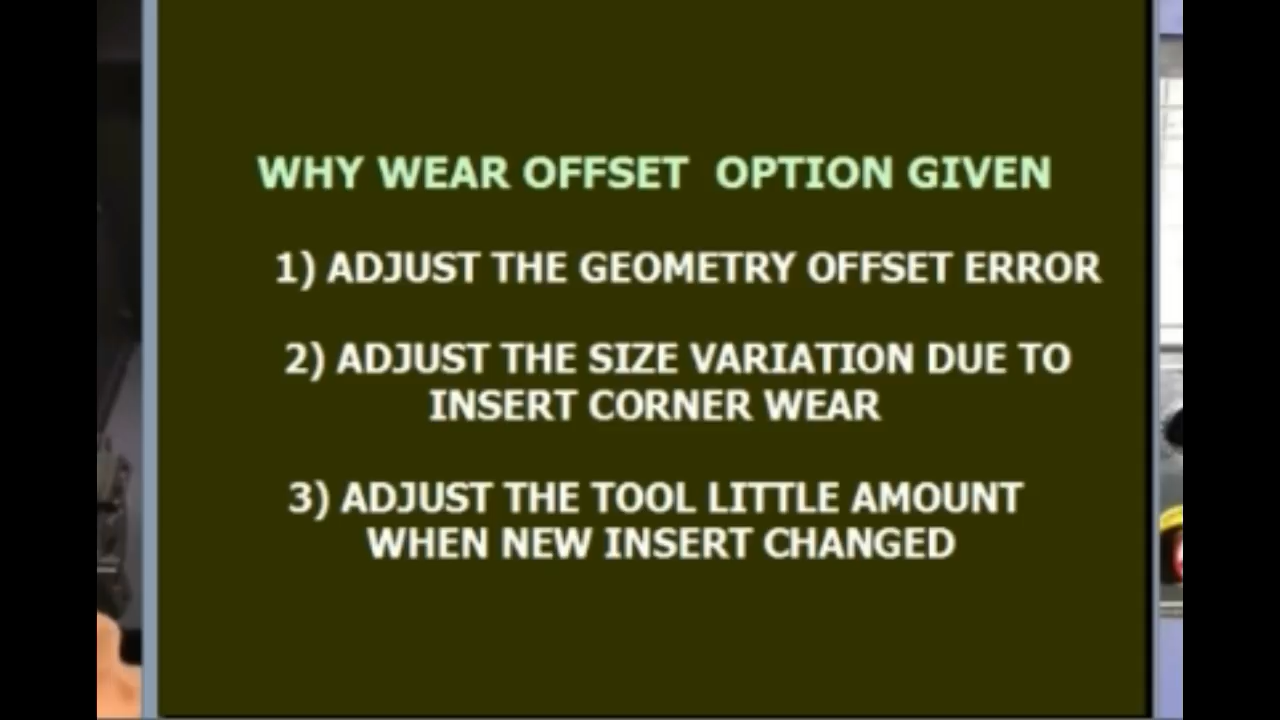 WHY WEAR OFFSET OPTION GIVEN
1) ADJUST THE GEOMETRY OFFSET ERROR
2) ADJUST THE SIZE VARIATION DUE TO
INSERT CORNER WEAR
3) ADJUST THE TOOL LITTLE AMOUNT
WHEN NEW INSERT CHANGED